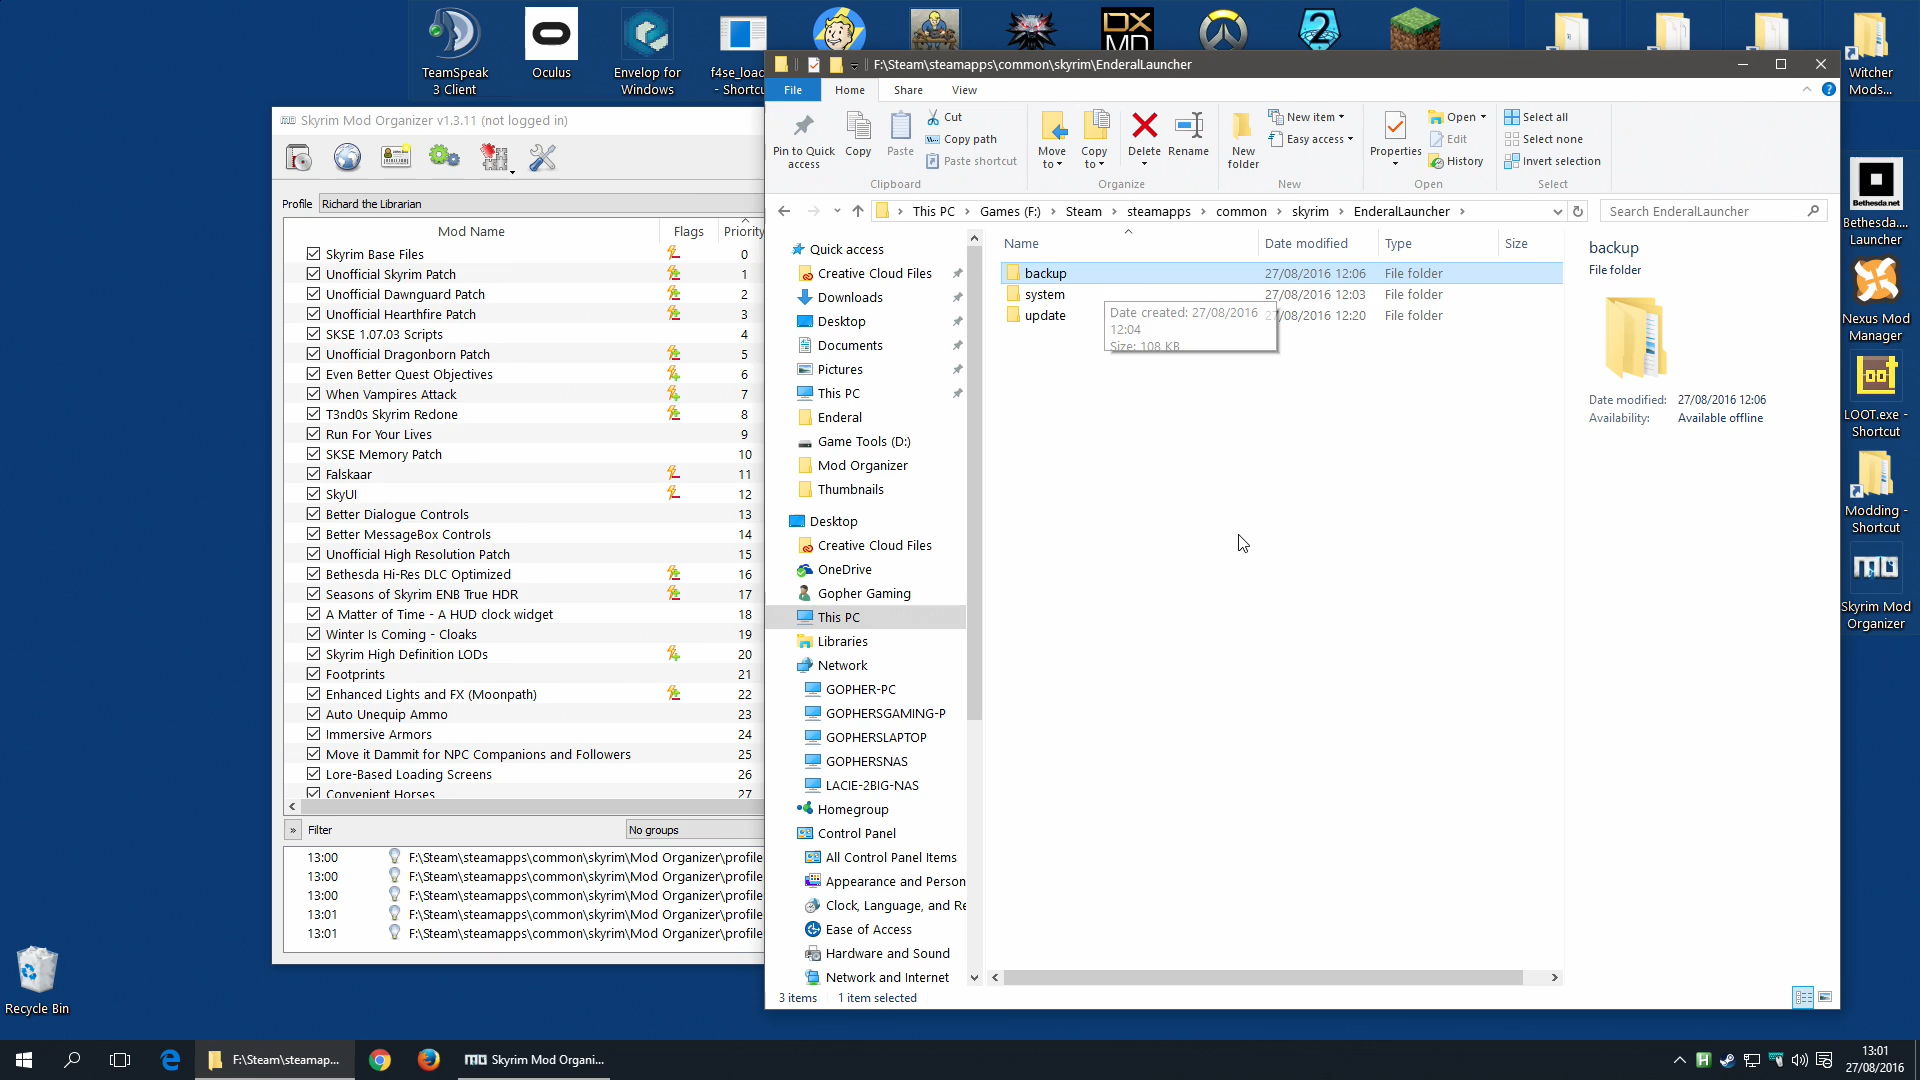 TeamSpeak
3 Client
Oculus
Envelop for
Windows
f4se_load
- Shortcu
DX
MD
Witcher
Mods...
F:\Steam\steamapps\common\skyrim\EnderalLauncher
File
Home
Share
View
Pin to Quick
access
Copy
Paste
Cut
Copy path
Paste shortcut
Clipboard
Move
to
Copy
to
Delete
Rename
Organize
New
folder
New item
Easy access
New
Properties
Open
Edit
History
Open
Select all
Select none
Invert selection
Select
This PC
Games (F:)
Steam
steamapps
common
skyrim
EnderalLauncher
Search EnderalLauncher
Quick access
Creative Cloud Files
Downloads
Desktop
Documents
Pictures
This PC
Enderal
Game Tools (D:)
Mod Organizer
Thumbnails
Desktop
Creative Cloud Files
OneDrive
Gopher Gaming
This PC
Libraries
Network
GOPHER-PC
GOPHERSGAMING-P
GOPHERSLAPTOP
GOPHERSNAS
LACIE-2BIG-NAS
Homegroup
Control Panel
All Control Panel Items
Appearance and Person
Clock, Language, and Re
Ease of Access
Hardware and Sound
Network and Internet
Name Date modified Type Size
backup 27/08/2016 12:06 File folder
system 27/08/2016 12:03 File folder
update 27/08/2016 12:20 File folder
Date created: 27/08/2016
12:04
Size: 108 KB
backup
File folder
Date modified: 27/08/2016 12:06
Availability: Available offline
3 items 1 item selected
Skyrim Mod Organizer v1.3.11 (not logged in)
Profile Richard the Librarian
Mod Name Flags Priority
Skyrim Base Files 0
Unofficial Skyrim Patch 1
Unofficial Dawnguard Patch 2
Unofficial Hearthfire Patch 3
SKSE 1.07.03 Scripts 4
Unofficial Dragonborn Patch 5
Even Better Quest Objectives 6
When Vampires Attack 7
T3nd0s Skyrim Redone 8
Run For Your Lives 9
SKSE Memory Patch 10
Falskaar 11
SkyUI 12
Better Dialogue Controls 13
Better MessageBox Controls 14
Unofficial High Resolution Patch 15
Bethesda Hi-Res DLC Optimized 16
Seasons of Skyrim ENB True HDR 17
A Matter of Time - A HUD clock widget 18
Winter Is Coming - Cloaks 19
Skyrim High Definition LODs 20
Footprints 21
Enhanced Lights and FX (Moonpath) 22
Auto Unequip Ammo 23
Immersive Armors 24
Move it Dammit for NPC Companions and Followers 25
Lore-Based Loading Screens 26
Convenient Horses 27
» Filter No groups
13:00 F:\Steam\steamapps\common\skyrim\Mod Organizer\profile
13:00 F:\Steam\steamapps\common\skyrim\Mod Organizer\profile
13:00 F:\Steam\steamapps\common\skyrim\Mod Organizer\profile
13:01 F:\Steam\steamapps\common\skyrim\Mod Organizer\profile
13:01 F:\Steam\steamapps\common\skyrim\Mod Organizer\profile
Bethesda.net
Bethesda....
Launcher
Nexus Mod
Manager
LOOT.exe -
Shortcut
Modding -
Shortcut
Skyrim Mod
Organizer
Recycle Bin
F:\Steam\steamap...
Skyrim Mod Organi...
13:01
27/08/2016